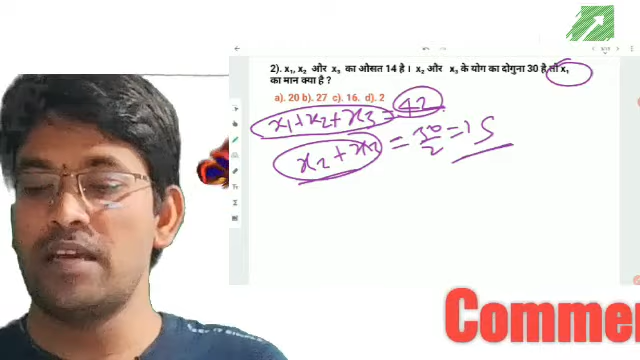 2). x₁, x₂ और x₃ का औसत 14 है। x₂ और x₃ के योग का दोगुना 30 है, तो x₁
का मान क्या है ?
a). 20 b). 27 c). 16. d). 2
x₁+x₂+x₃ = 42
x₂+x₃ = 30/2 = 15
Commer